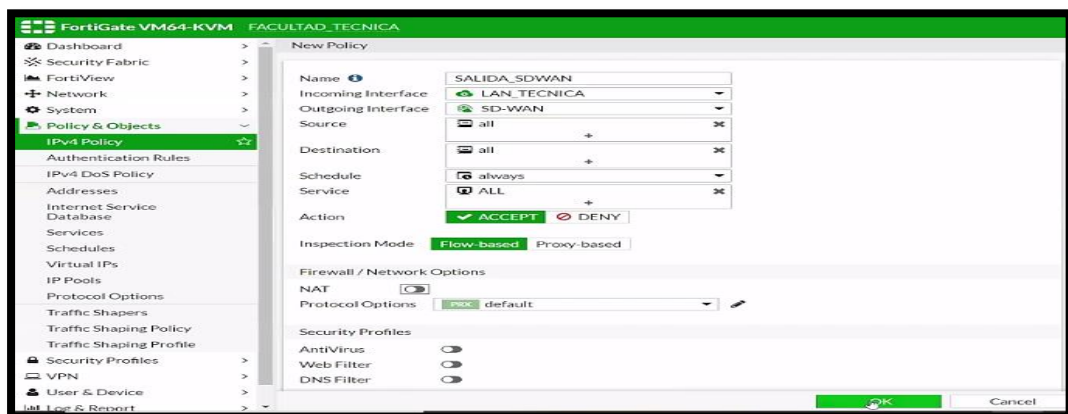 FortiGate VM64-KVM FACULTAD_TECNICA
Dashboard
Security Fabric
FortiView
Network
System
Policy & Objects
IPv4 Policy
Authentication Rules
IPv4 DoS Policy
Addresses
Internet Service
Database
Services
Schedules
Virtual IPs
IP Pools
Protocol Options
Traffic Shapers
Traffic Shaping Policy
Traffic Shaping Profile
Security Profiles
VPN
User & Device
Log & Report
New Policy
Name SALIDA_SDWAN
Incoming Interface LAN_TECNICA
Outgoing Interface SD-WAN
Source all
+
Destination all
+
Schedule always
Service ALL
+
Action ACCEPT DENY
Inspection Mode Flow-based Proxy-based
Firewall / Network Options
NAT
Protocol Options PRX default
Security Profiles
AntiVirus
Web Filter
DNS Filter
OK Cancel